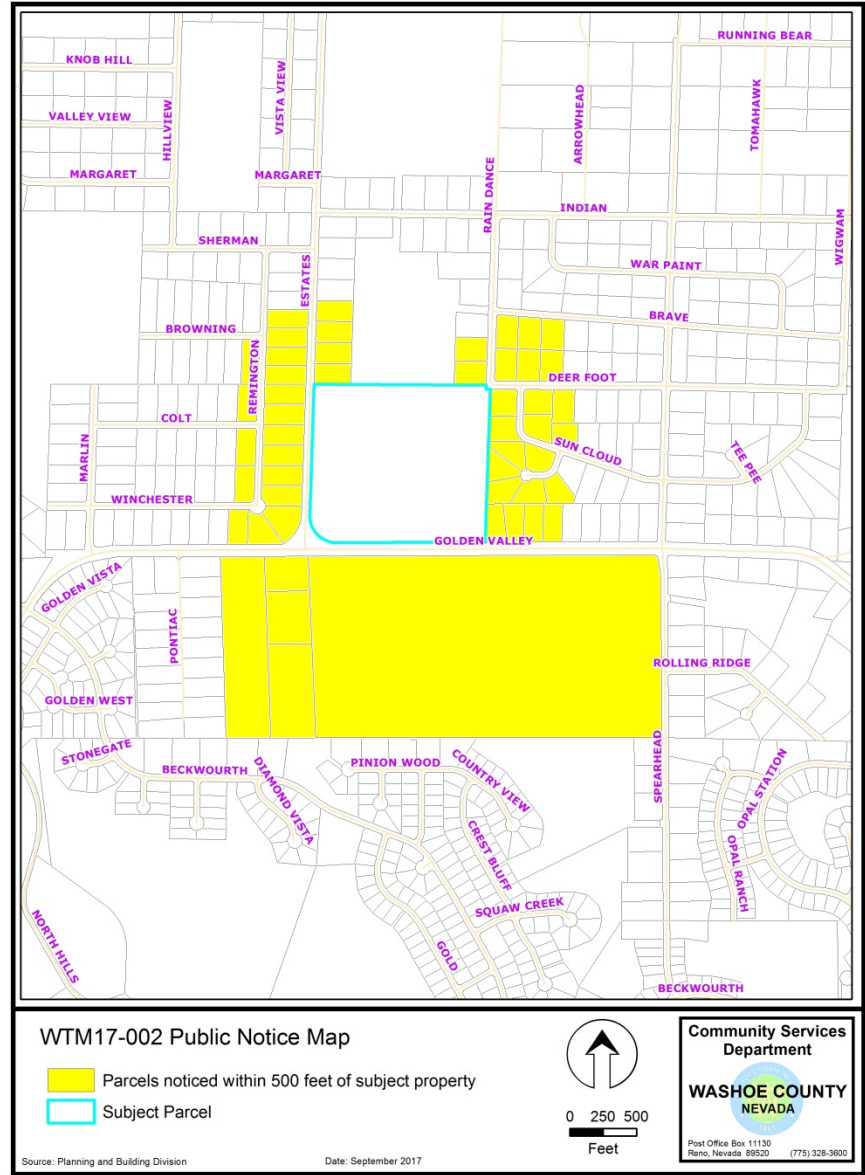 RUNNING BEAR
KNOB HILL
VISTA VIEW
TOMAHAWK
ARROWHEAD
VALLEY VIEW
HILLVIEW
RAIN DANCE
MARGARET
MARGARET
INDIAN
WIGWAM
SHERMAN
WAR PAINT
ESTATES
BRAVE
BROWNING
REMINGTON
DEER FOOT
COLT
MARLIN
SUN CLOUD
TEE PEE
WINCHESTER
GOLDEN VALLEY
GOLDEN VISTA
PONTIAC
ROLLING RIDGE
GOLDEN WEST
STONEGATE
BECKWOURTH
DIAMOND VISTA
PINION WOOD
COUNTRY VIEW
SPEARHEAD
OPAL STATION
CREST BLUFF
OPAL RANCH
SQUAW CREEK
NORTH HILLS
GOLD
BECKWOURTH
WTM17-002 Public Notice Map
Parcels noticed within 500 feet of subject property
Subject Parcel
Source: Planning and Building Division
Date: September 2017
0 250 500
Feet
Community Services
Department
WASHOE COUNTY
NEVADA
Post Office Box 11130
Reno, Nevada 89520 (775) 328-3600